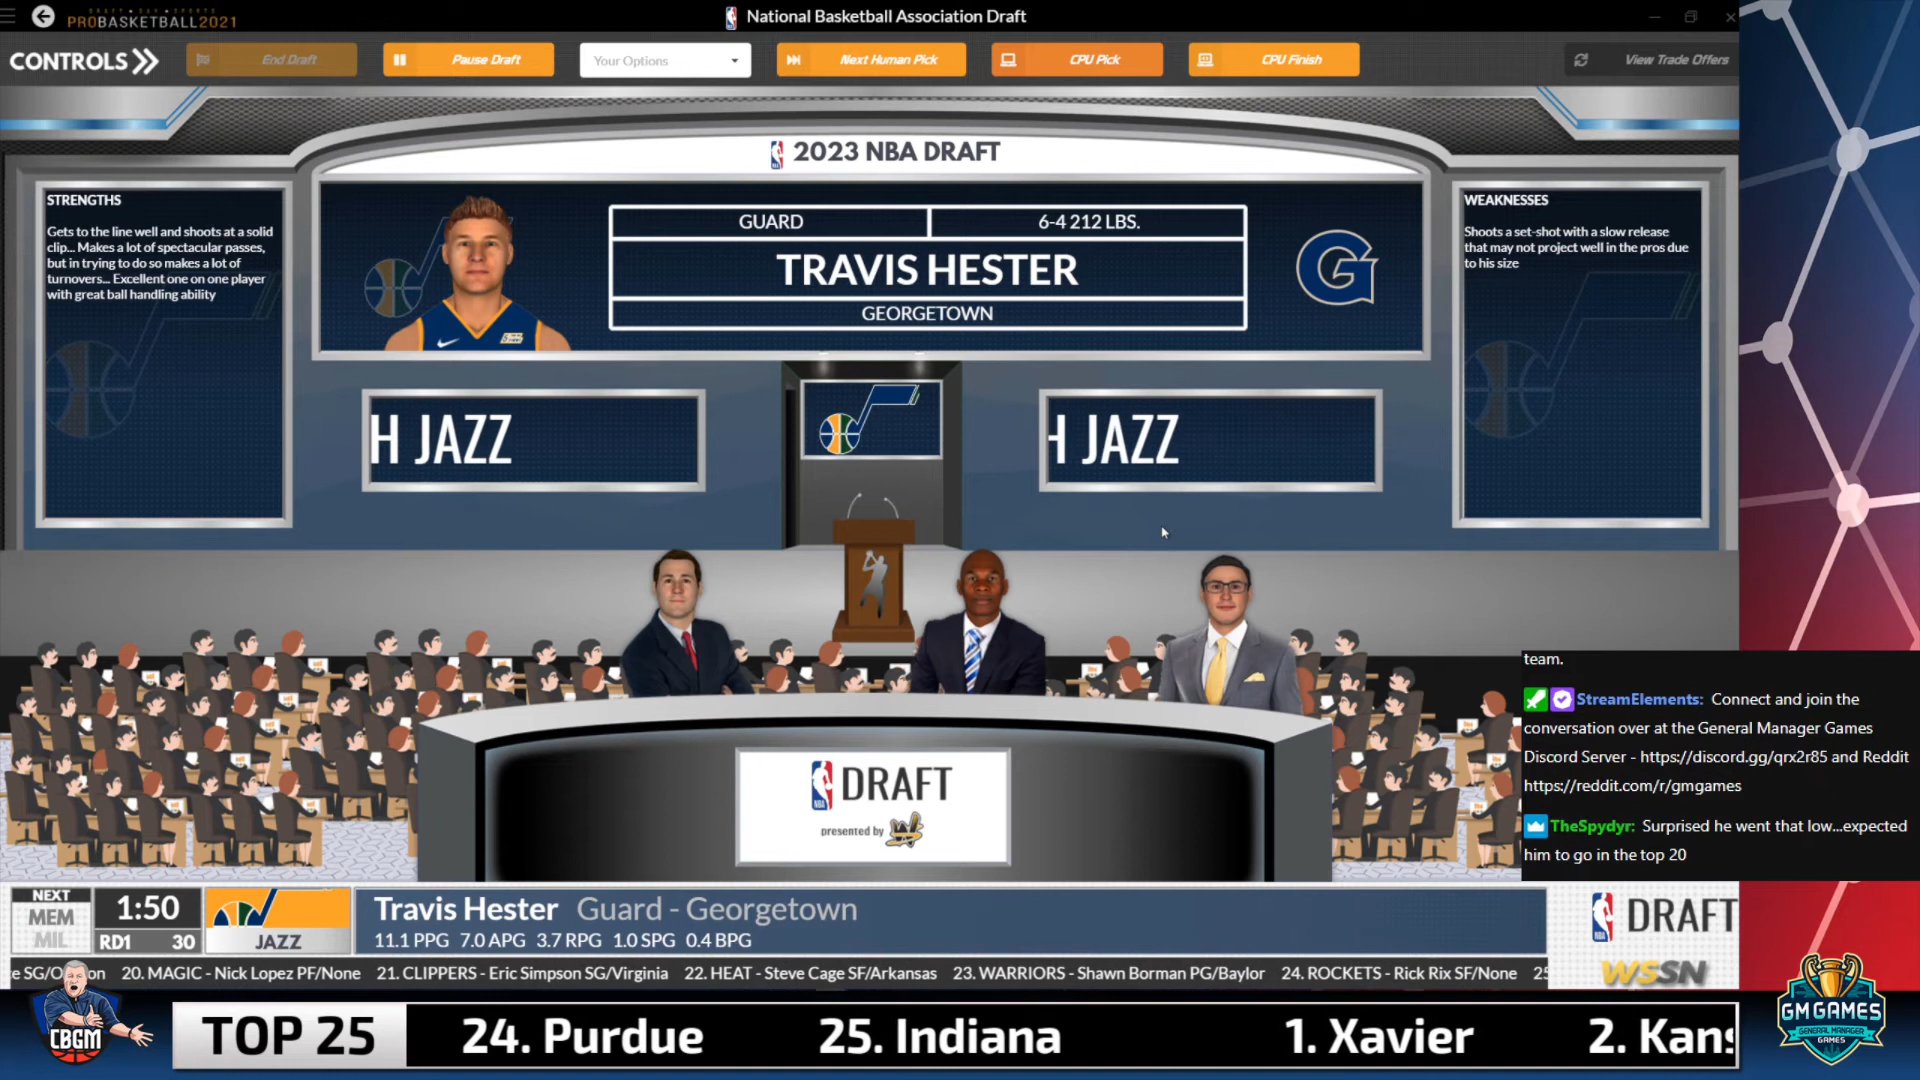 DRAFT DAY SPORTS
PROBASKETBALL2021
National Basketball Association Draft
CONTROLS
End Draft
Pause Draft
Your Options
Next Human Pick
CPU Pick
CPU Finish
View Trade Offers
2023 NBA DRAFT
STRENGTHS
Gets to the line well and shoots at a solid
clip... Makes a lot of spectacular passes,
but in trying to do so makes a lot of
turnovers... Excellent one on one player
with great ball handling ability
GUARD
6-4 212 LBS.
TRAVIS HESTER
GEORGETOWN
G
WEAKNESSES
Shoots a set-shot with a slow release
that may not project well in the pros due
to his size
H JAZZ
H JAZZ
NBA DRAFT
presented by
team.
StreamElements: Connect and join the
conversation over at the General Manager Games
Discord Server - https://discord.gg/qrx2r85 and Reddit
https://reddit.com/r/gmgames
TheSpydyr: Surprised he went that low...expected
him to go in the top 20
NEXT
MEM
MIL
1:50
RD1 30
JAZZ
Travis Hester Guard - Georgetown
11.1 PPG 7.0 APG 3.7 RPG 1.0 SPG 0.4 BPG
NBA DRAFT
WSSN
20. MAGIC - Nick Lopez PF/None 21. CLIPPERS - Eric Simpson SG/Virginia 22. HEAT - Steve Cage SF/Arkansas 23. WARRIORS - Shawn Borman PG/Baylor 24. ROCKETS - Rick Rix SF/None
CBGM
TOP 25
24. Purdue 25. Indiana 1. Xavier 2. Kans
GM GAMES
GENERAL MANAGER
GAMES